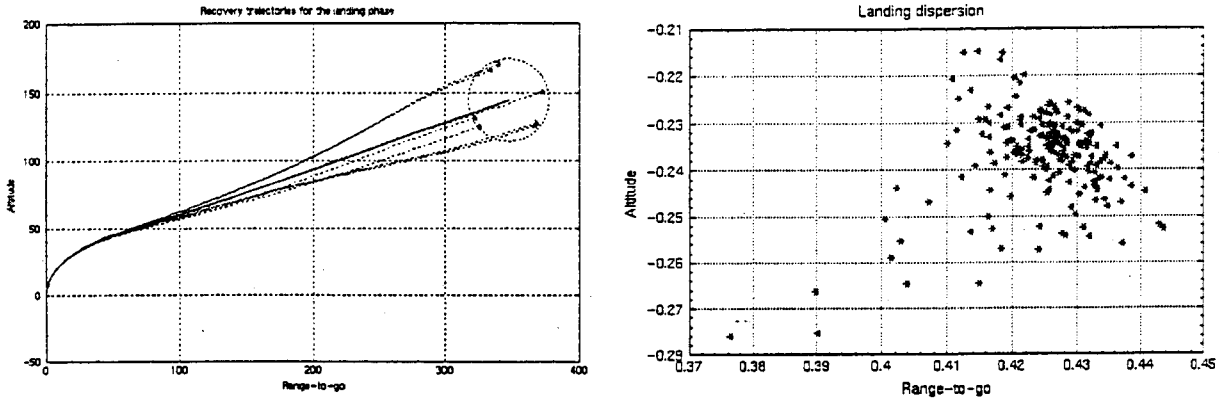 Recovery trajectories for the landing phase
200
150
100
50
0
-50
Altitude
0 100 200 300 400
Range-to-go
Landing dispersion
-0.21
-0.22
-0.23
-0.24
-0.25
-0.26
-0.27
-0.28
-0.29
Altitude
0.37 0.38 0.39 0.4 0.41 0.42 0.43 0.44 0.45
Range-to-go